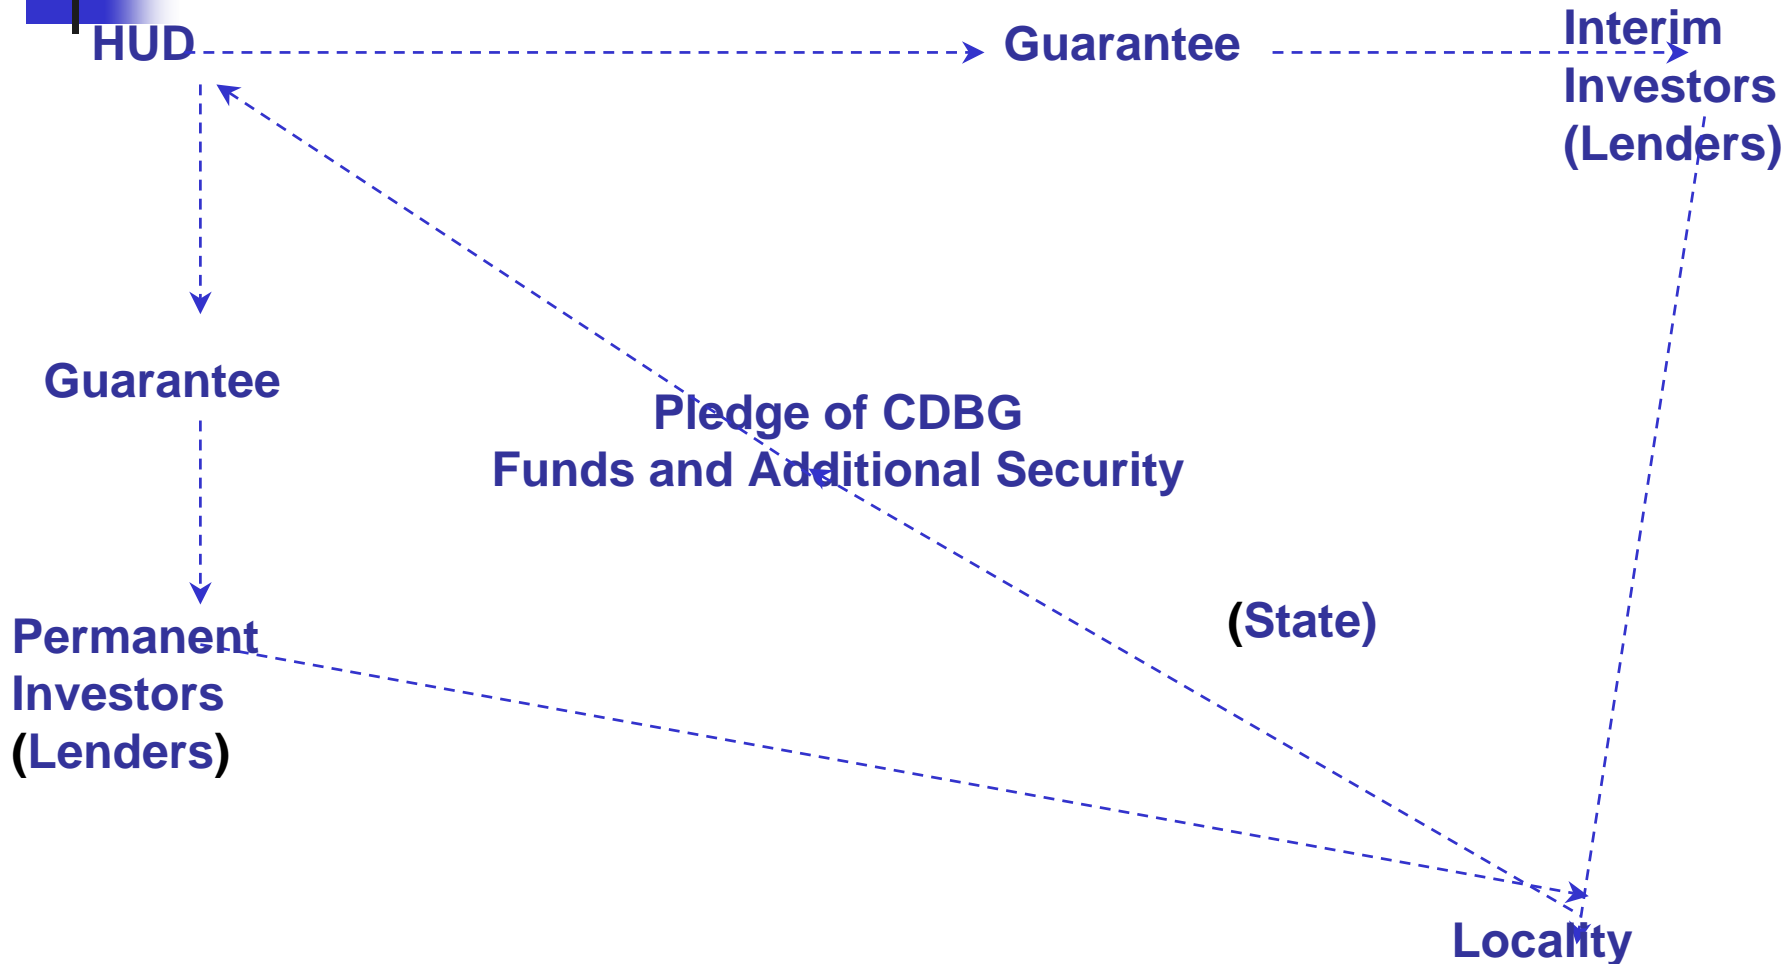 HUD
Guarantee
Interim
Investors
(Lenders)
Guarantee
Pledge of CDBG
Funds and Additional Security
(State)
Permanent
Investors
(Lenders)
Locality